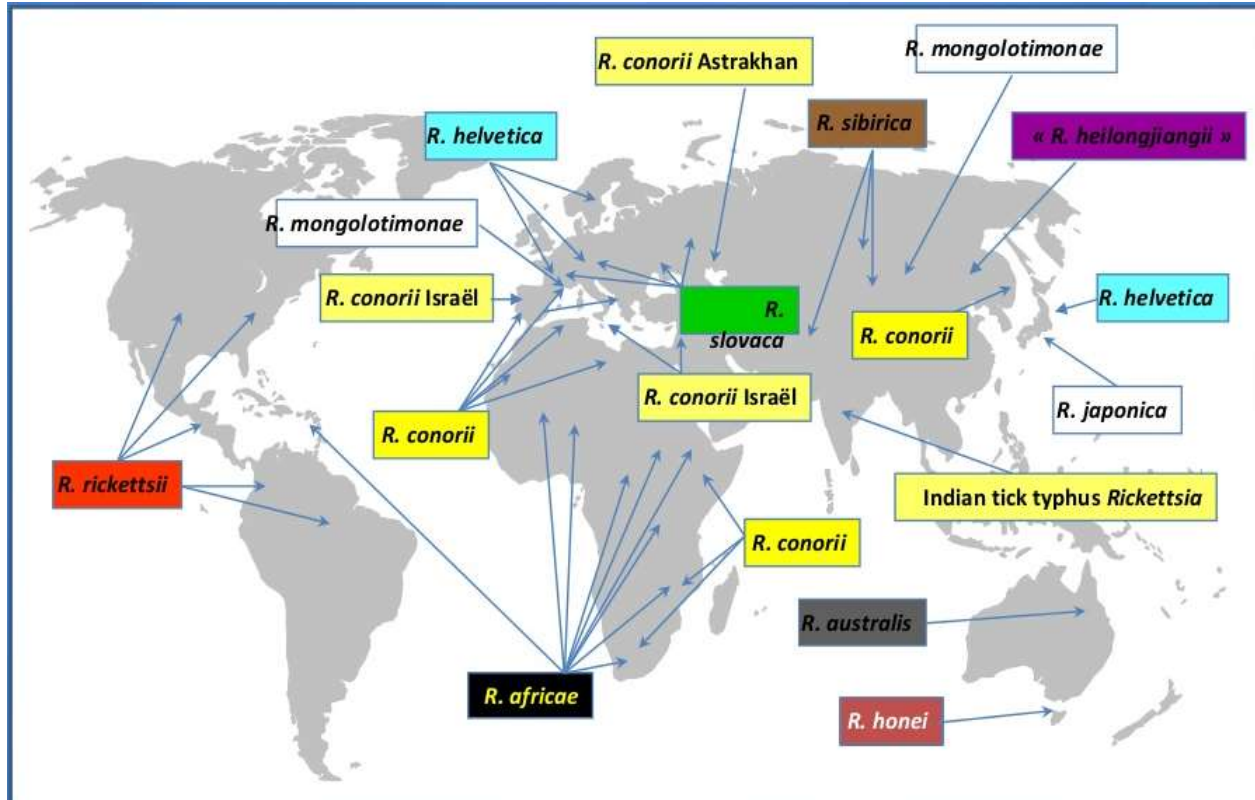 R. conorii Astrakhan
R. mongolotimonae
R. helvetica
R. sibirica
« R. heilongjiangii »
R. mongolotimonae
R. conorii Israël
R. helvetica
R.
slovaca
R. conorii
R. conorii Israël
R. japonica
R. conorii
R. rickettsii
Indian tick typhus Rickettsia
R. conorii
R. australis
R. africae
R. honei